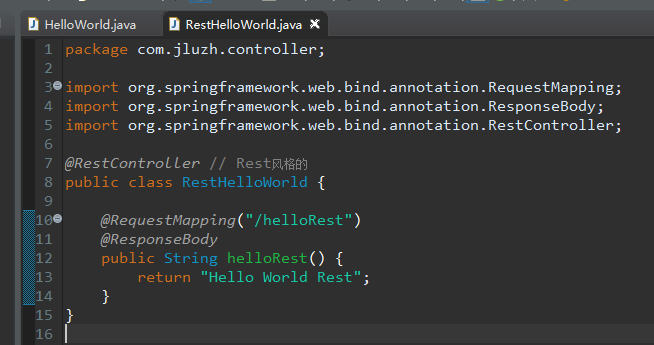 HelloWorld.java RestHelloWorld.java
1 package com.jluzh.controller;
2
3 import org.springframework.web.bind.annotation.RequestMapping;
4 import org.springframework.web.bind.annotation.ResponseBody;
5 import org.springframework.web.bind.annotation.RestController;
6
7 @RestController // Rest风格的
8 public class RestHelloWorld {
9
10 @RequestMapping("/helloRest")
11 @ResponseBody
12 public String helloRest() {
13 return "Hello World Rest";
14 }
15 }
16